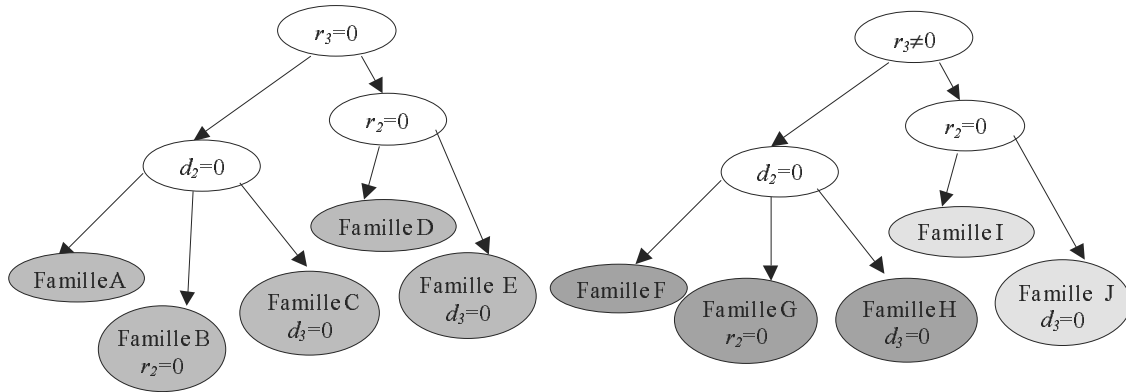 r₃=0
r₂=0
d₂=0
Famille D
Famille A
Famille B
r₂=0
Famille C
d₃=0
Famille E
d₃=0
r₃≠0
r₂=0
d₂=0
Famille I
Famille F
Famille G
r₂=0
Famille H
d₃=0
Famille J
d₃=0